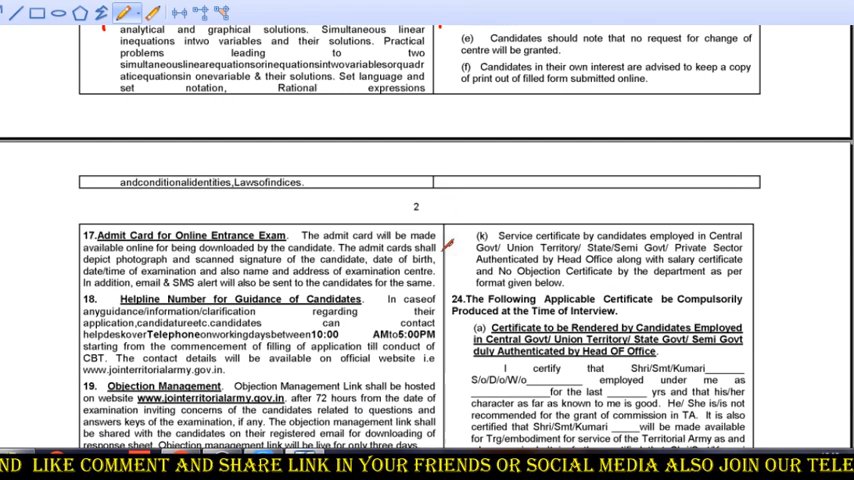 analytical and graphical solutions. Simultaneous linear
inequations intwo variables and their solutions. Practical
problems leading to two
simultaneouslinearequationsorinequationsintwovariablesorquadr
aticequationsin onevariable & their solutions. Set language and
set notation, Rational expressions
(e) Candidates should note that no request for change of
centre will be granted.
(f) Candidates in their own interest are advised to keep a copy
of print out of filled form submitted online.
andconditionalidentities,Lawsofindices.
2
17.Admit Card for Online Entrance Exam. The admit card will be made
available online for being downloaded by the candidate. The admit cards shall
depict photograph and scanned signature of the candidate, date of birth,
date/time of examination and also name and address of examination centre.
In addition, email & SMS alert will also be sent to the candidates for the same.
18. Helpline Number for Guidance of Candidates. In caseof
anyguidance/information/clarification regarding their
application,candidatureetc.candidates can contact
helpdeskoverTelephoneonworkingdaysbetween10:00 AMto5:00PM
starting from the commencement of filling of application till conduct of
CBT. The contact details will be available on official website i.e
www.jointerritorialarmy.gov.in.
19. Objection Management. Objection Management Link shall be hosted
on website www.jointerritorialarmy.gov.in. after 72 hours from the date of
examination inviting concerns of the candidates related to questions and
answers keys of the examination, if any. The objection management link
shall be shared with the candidates on their registered email for downloading of
response sheet. Objection management link will be live for only three days.
(k) Service certificate by candidates employed in Central
Govt/ Union Territory/ State/Semi Govt/ Private Sector
Authenticated by Head Office along with salary certificate
and No Objection Certificate by the department as per
format given below.
24.The Following Applicable Certificate be Compulsorily
Produced at the Time of Interview.
(a) Certificate to be Rendered by Candidates Employed
in Central Govt/ Union Territory/ State Govt/ Semi Govt
duly Authenticated by Head OF Office.
I certify that Shri/Smt/Kumari_______
S/o/D/o/W/o__________ employed under me as
______________for the last _______ yrs and that his/her
character as far as known to me is good. He/ She is/is not
recommended for the grant of commission in TA. It is also
certified that Shri/Smt/Kumari _____will be made available
for Trg/embodiment for service of the Territorial Army as and
ND LIKE COMMENT AND SHARE LINK IN YOUR FRIENDS OR SOCIAL MEDIA ALSO JOIN OUR TELE